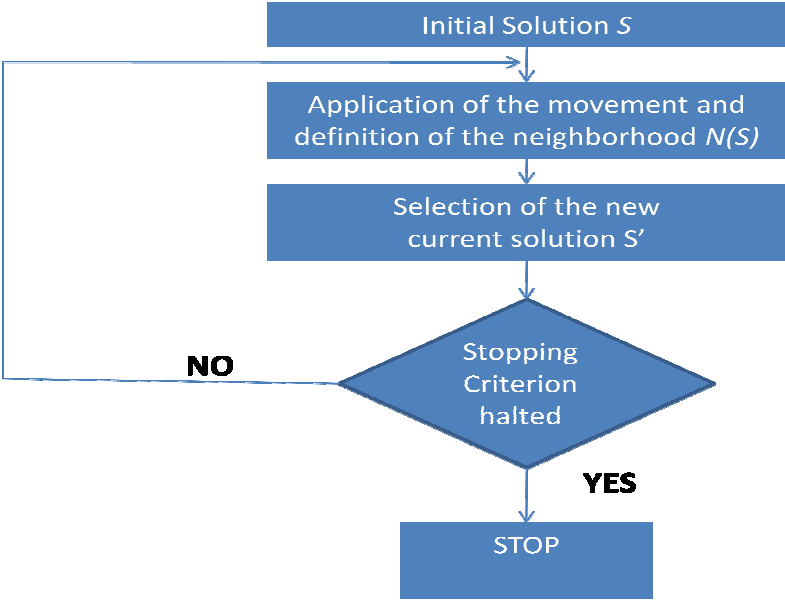 Initial Solution S
Application of the movement and
definition of the neighborhood N(S)
Selection of the new
current solution S’
Stopping
Criterion
halted
NO
YES
STOP